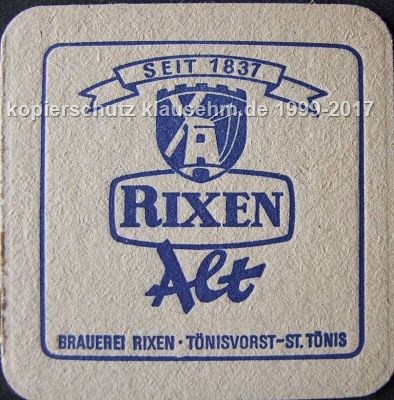 SEIT 1837
kopierschutz klausehm.de 1999-2017
RIXEN
Alt
BRAUEREI RIXEN · TÖNISVORST-ST. TÖNIS